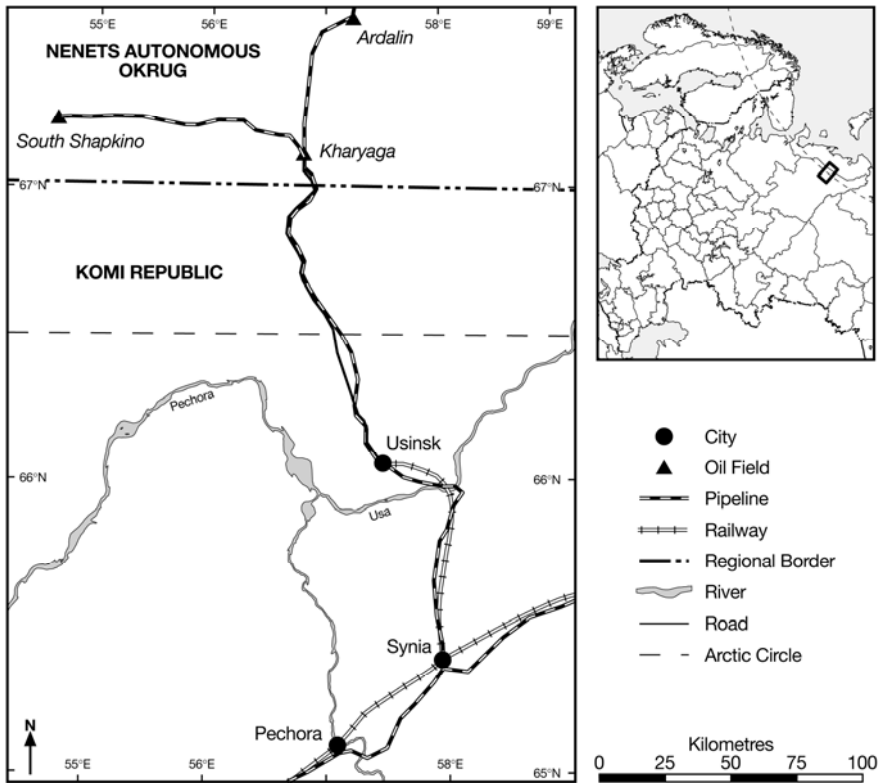 55°E
56°E
58°E
59°E
Ardalin
NENETS AUTONOMOUS
OKRUG
South Shapkino
Kharyaga
67°N
67°N
KOMI REPUBLIC
Pechora
Usinsk
66°N
66°N
Usa
Synia
Pechora
N
55°E
56°E
58°E
65°N
City
Oil Field
Pipeline
Railway
Regional Border
River
Road
Arctic Circle
Kilometres
0 25 50 75 100